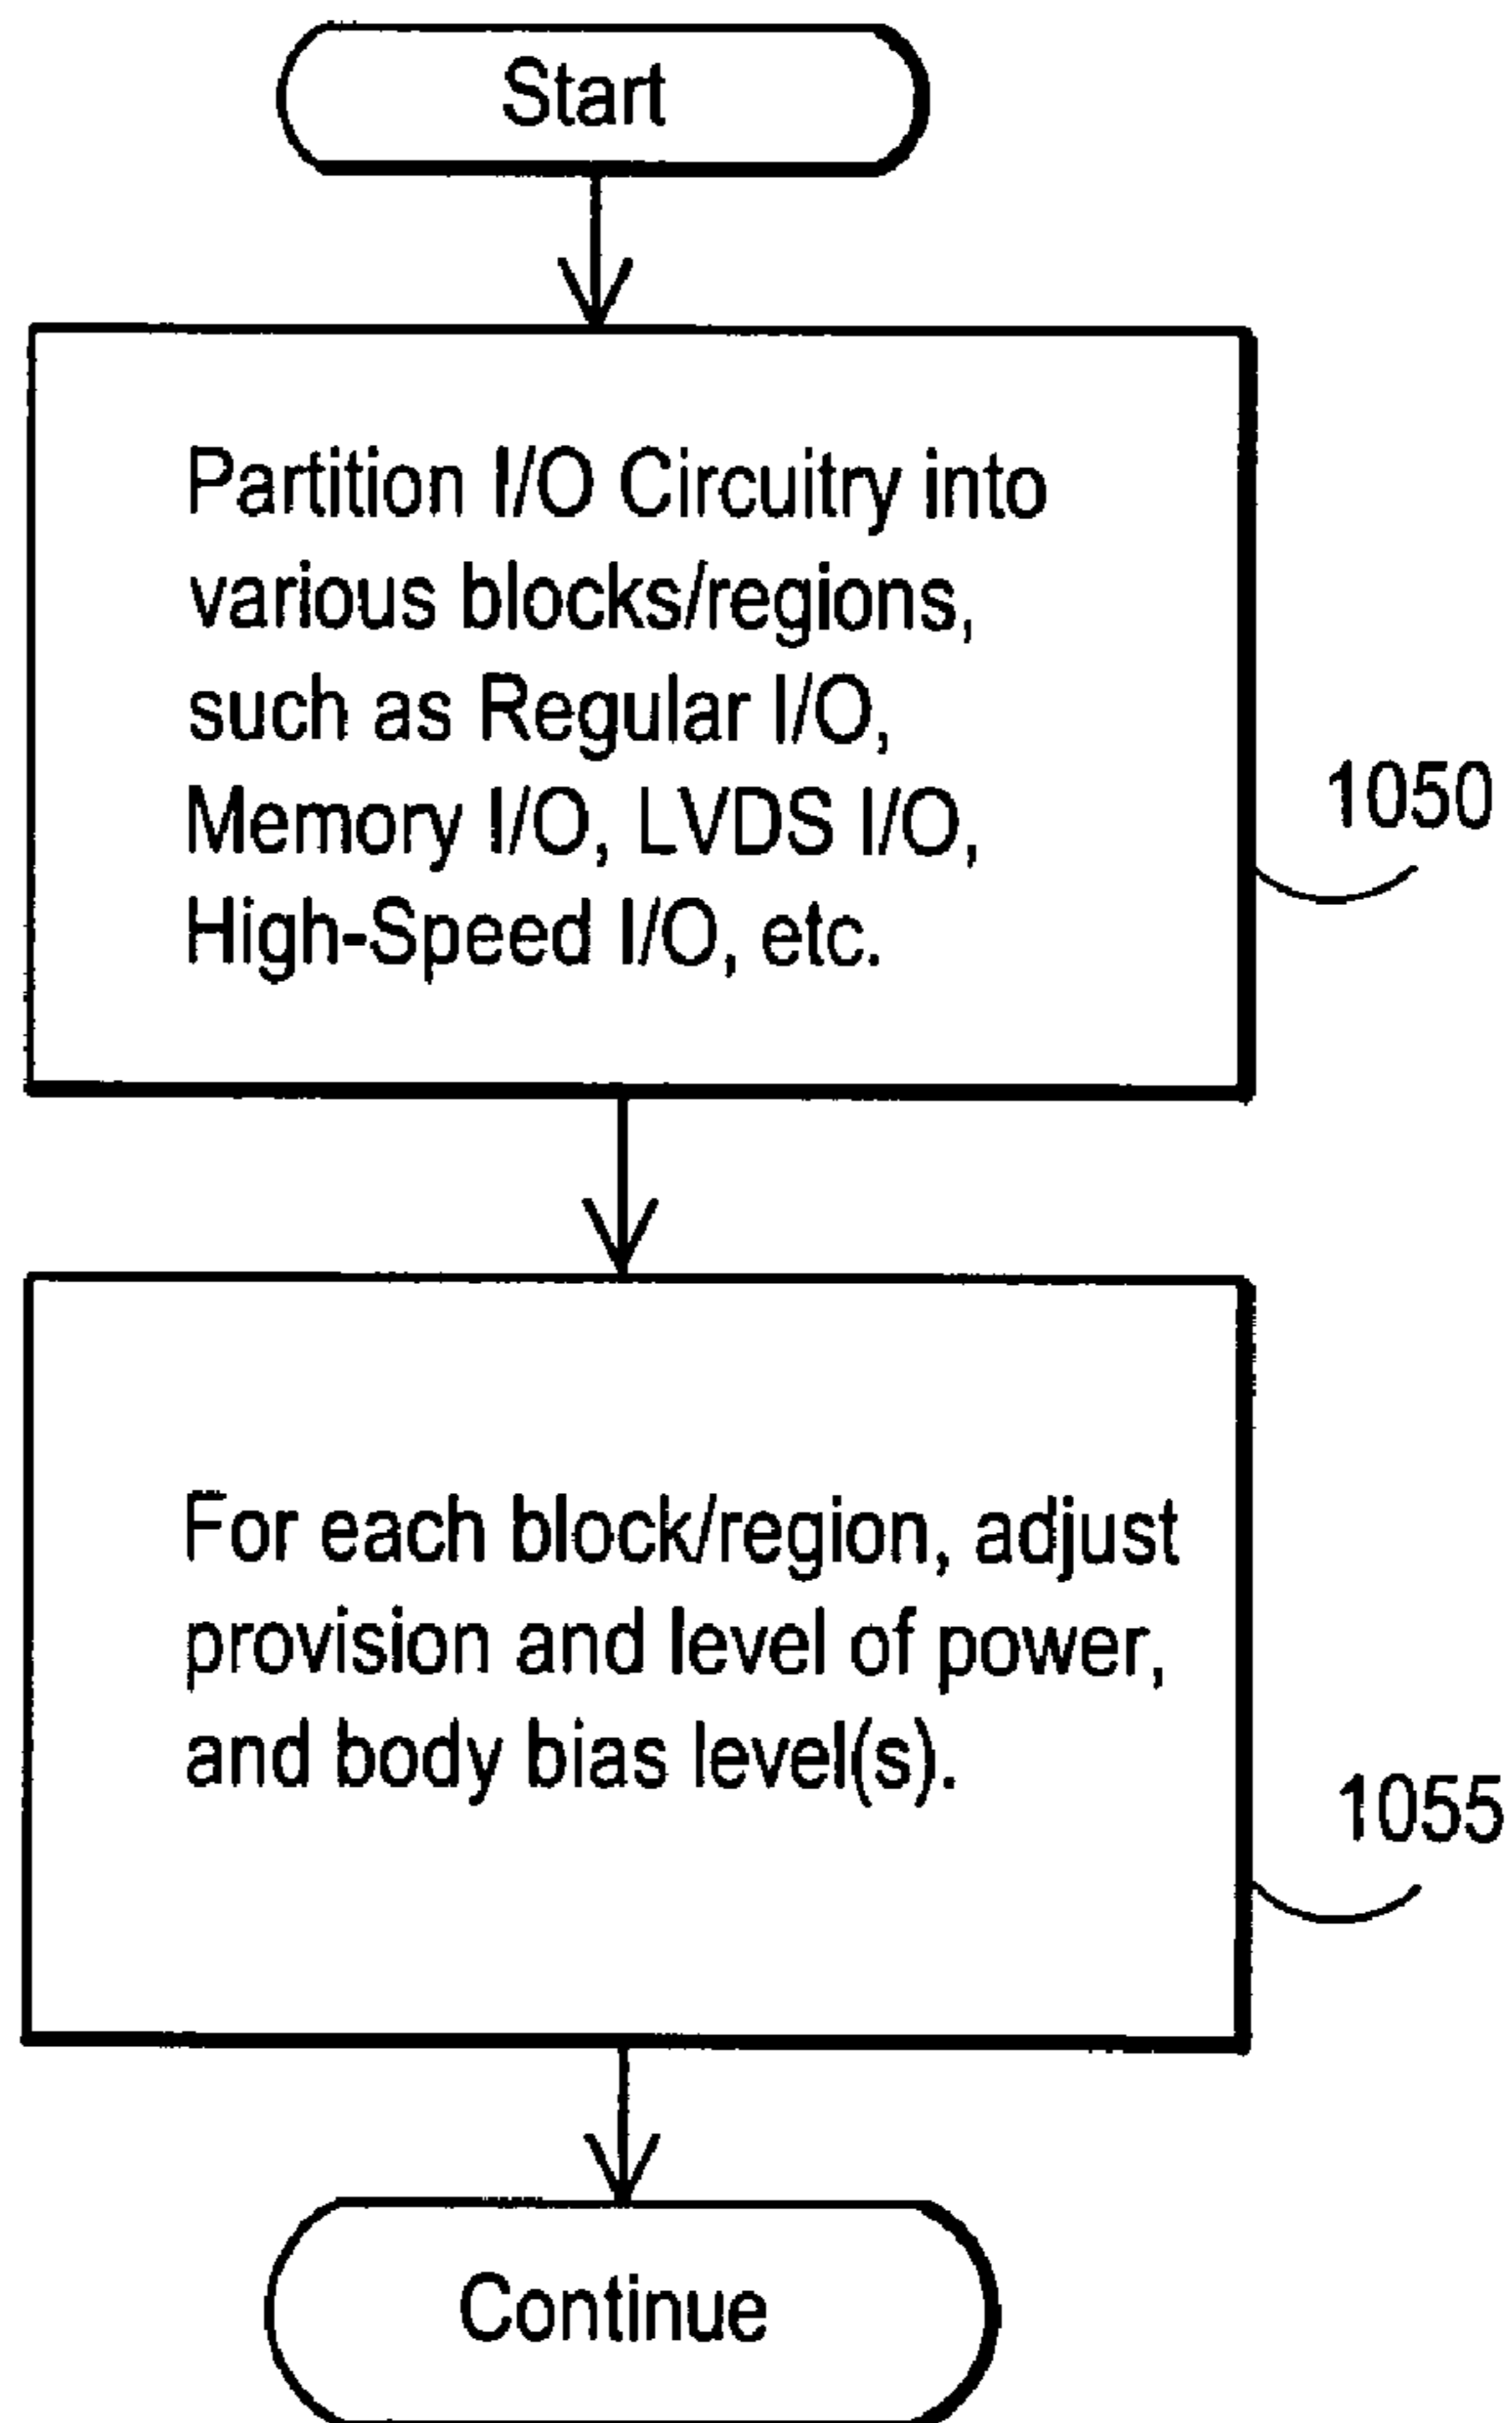 Start
Partition I/O Circuitry into
various blocks/regions,
such as Regular I/O,
Memory I/O, LVDS I/O,
High-Speed I/O, etc.
1050
For each block/region, adjust
provision and level of power,
and body bias level(s).
1055
Continue